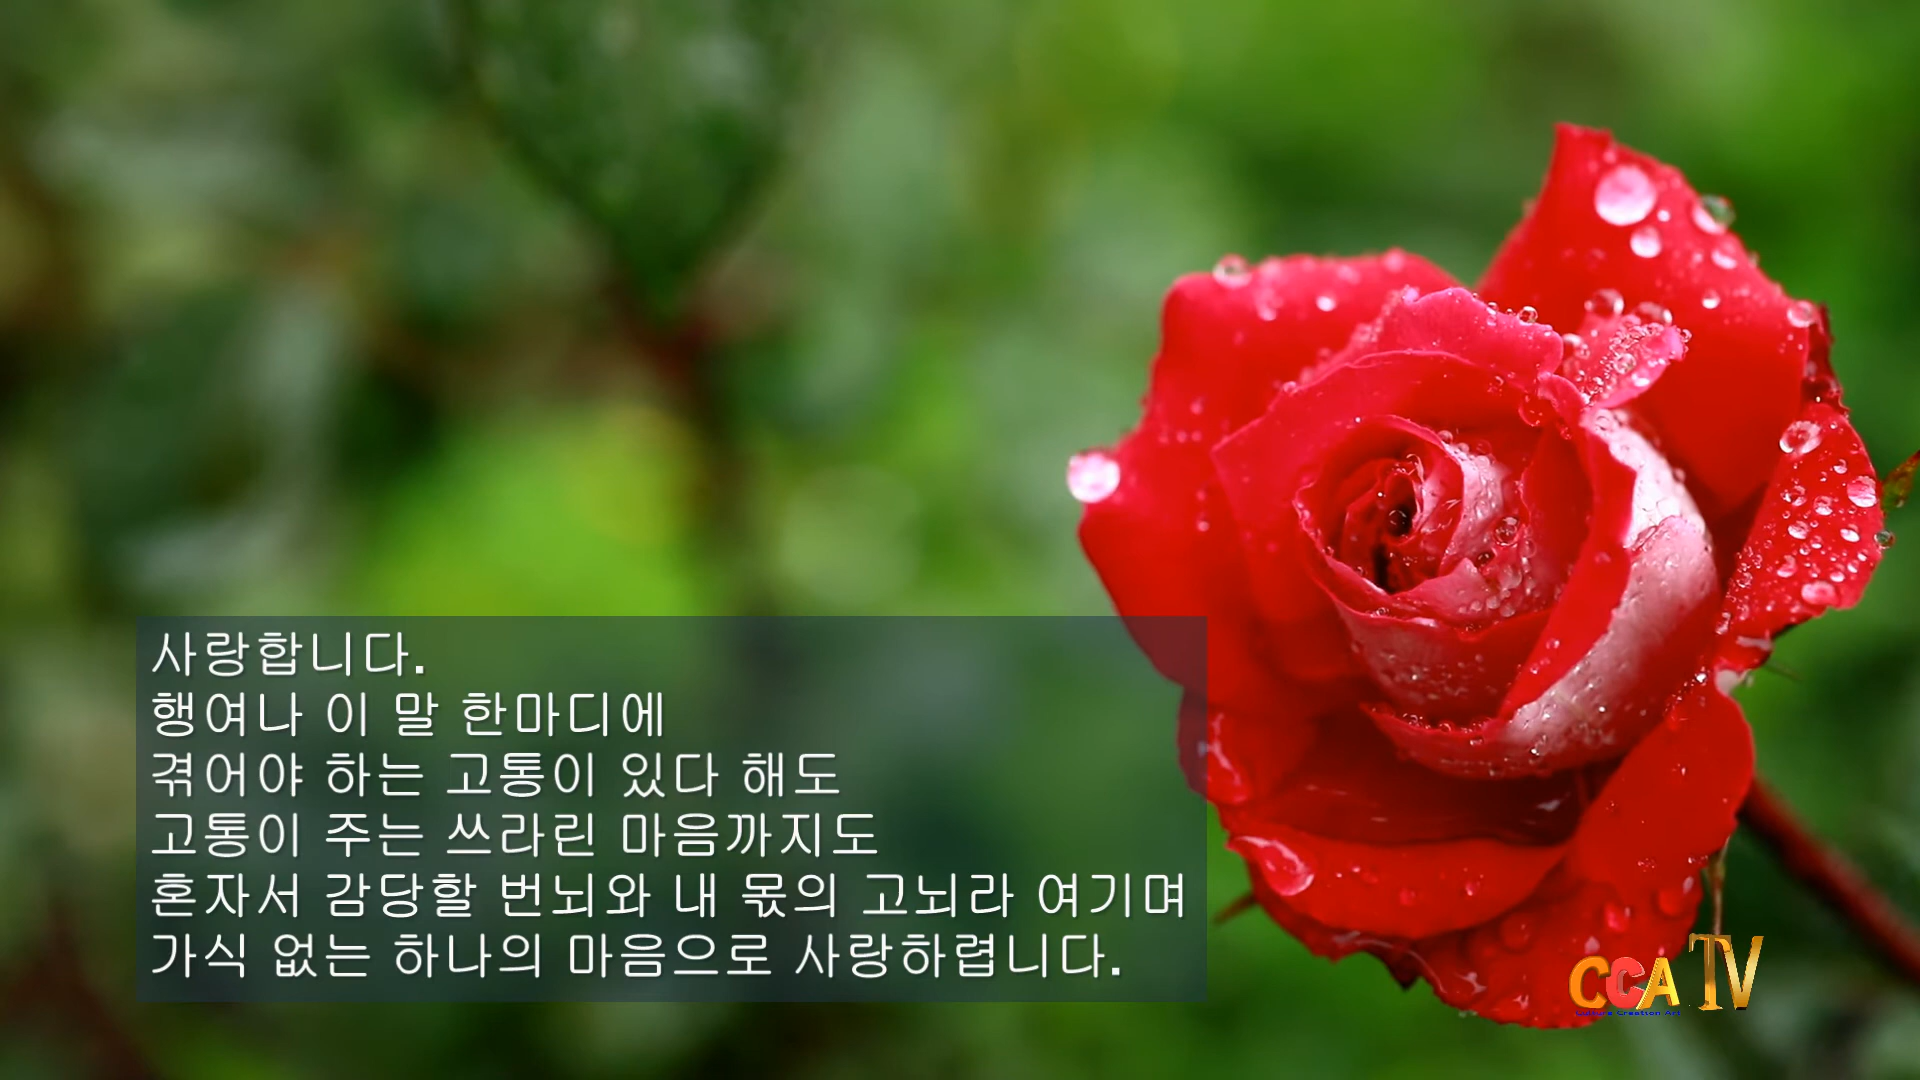 사랑합니다.
행여나 이 말 한마디에
겪어야 하는 고통이 있다 해도
고통이 주는 쓰라린 마음까지도
혼자서 감당할 번뇌와 내 몫의 고뇌라 여기며
가식 없는 하나의 마음으로 사랑하렵니다.
CCA TV
Culture Creation Art